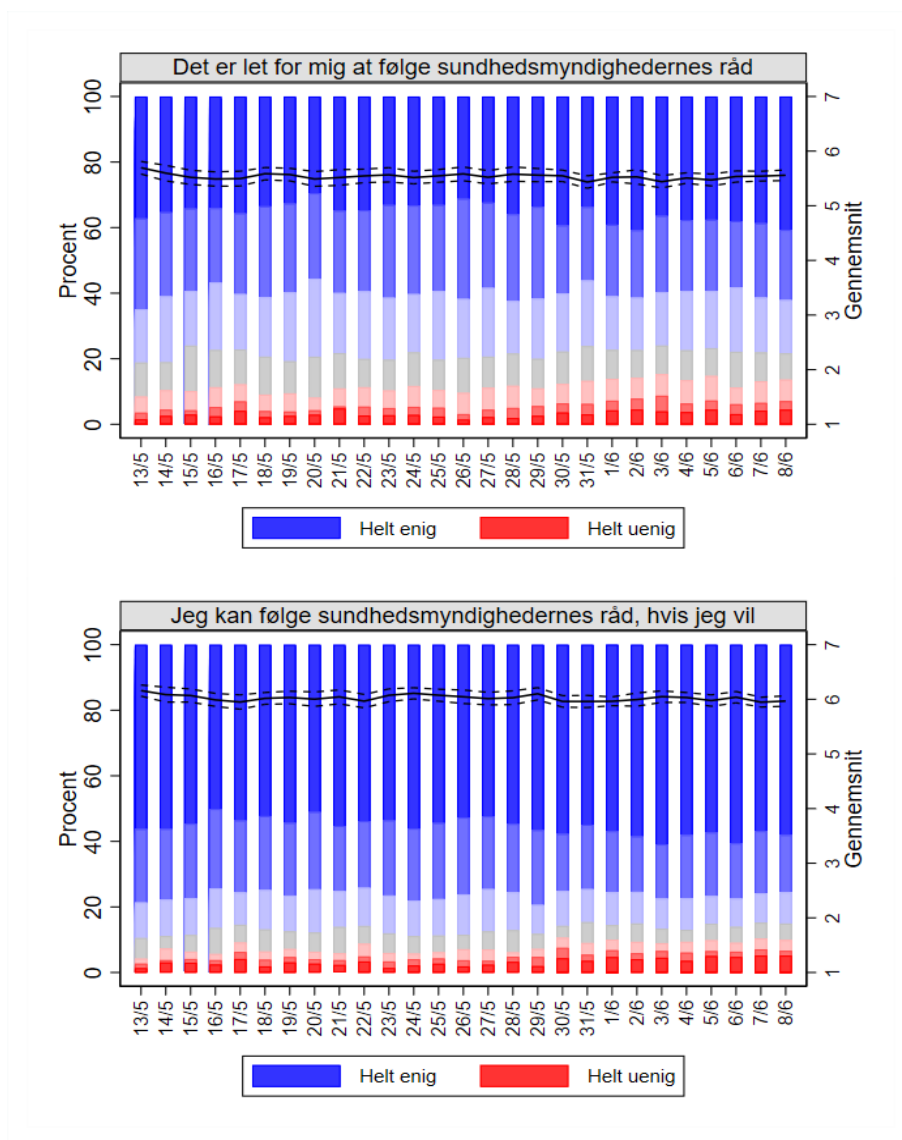 Det er let for mig at følge sundhedsmyndighedernes råd
100
80
60
40
20
0
Procent
7
6
5
4
3
2
1
Gennemsnit
13/5 14/5 15/5 16/5 17/5 18/5 19/5 20/5 21/5 22/5 23/5 24/5 25/5 26/5 27/5 28/5 29/5 30/5 31/5 1/6 2/6 3/6 4/6 5/6 6/6 7/6 8/6
Helt enig Helt uenig
Jeg kan følge sundhedsmyndighedernes råd, hvis jeg vil
100
80
60
40
20
0
Procent
7
6
5
4
3
2
1
Gennemsnit
13/5 14/5 15/5 16/5 17/5 18/5 19/5 20/5 21/5 22/5 23/5 24/5 25/5 26/5 27/5 28/5 29/5 30/5 31/5 1/6 2/6 3/6 4/6 5/6 6/6 7/6 8/6
Helt enig Helt uenig